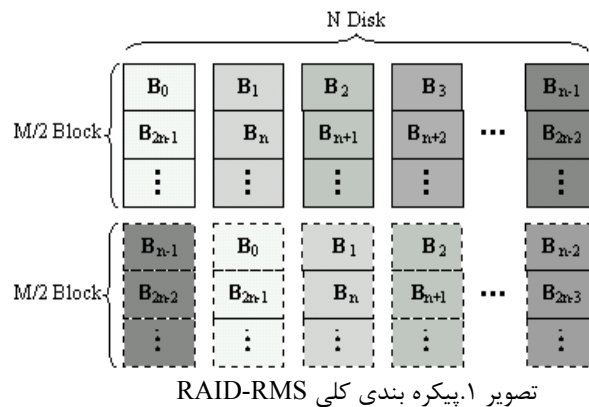 N Disk
M/2 Block
B0 B1 B2 B3 Bn-1
B2n-1 Bn Bn+1 Bn+2 ... B2n-2
⋮ ⋮ ⋮ ⋮ ⋮
M/2 Block
Bn-1 B0 B1 B2 Bn-2
B2n-2 B2n-1 Bn Bn+1 ... B2n-3
⋮ ⋮ ⋮ ⋮ ⋮
تصویر ۱.پیکره بندی کلی RAID-RMS